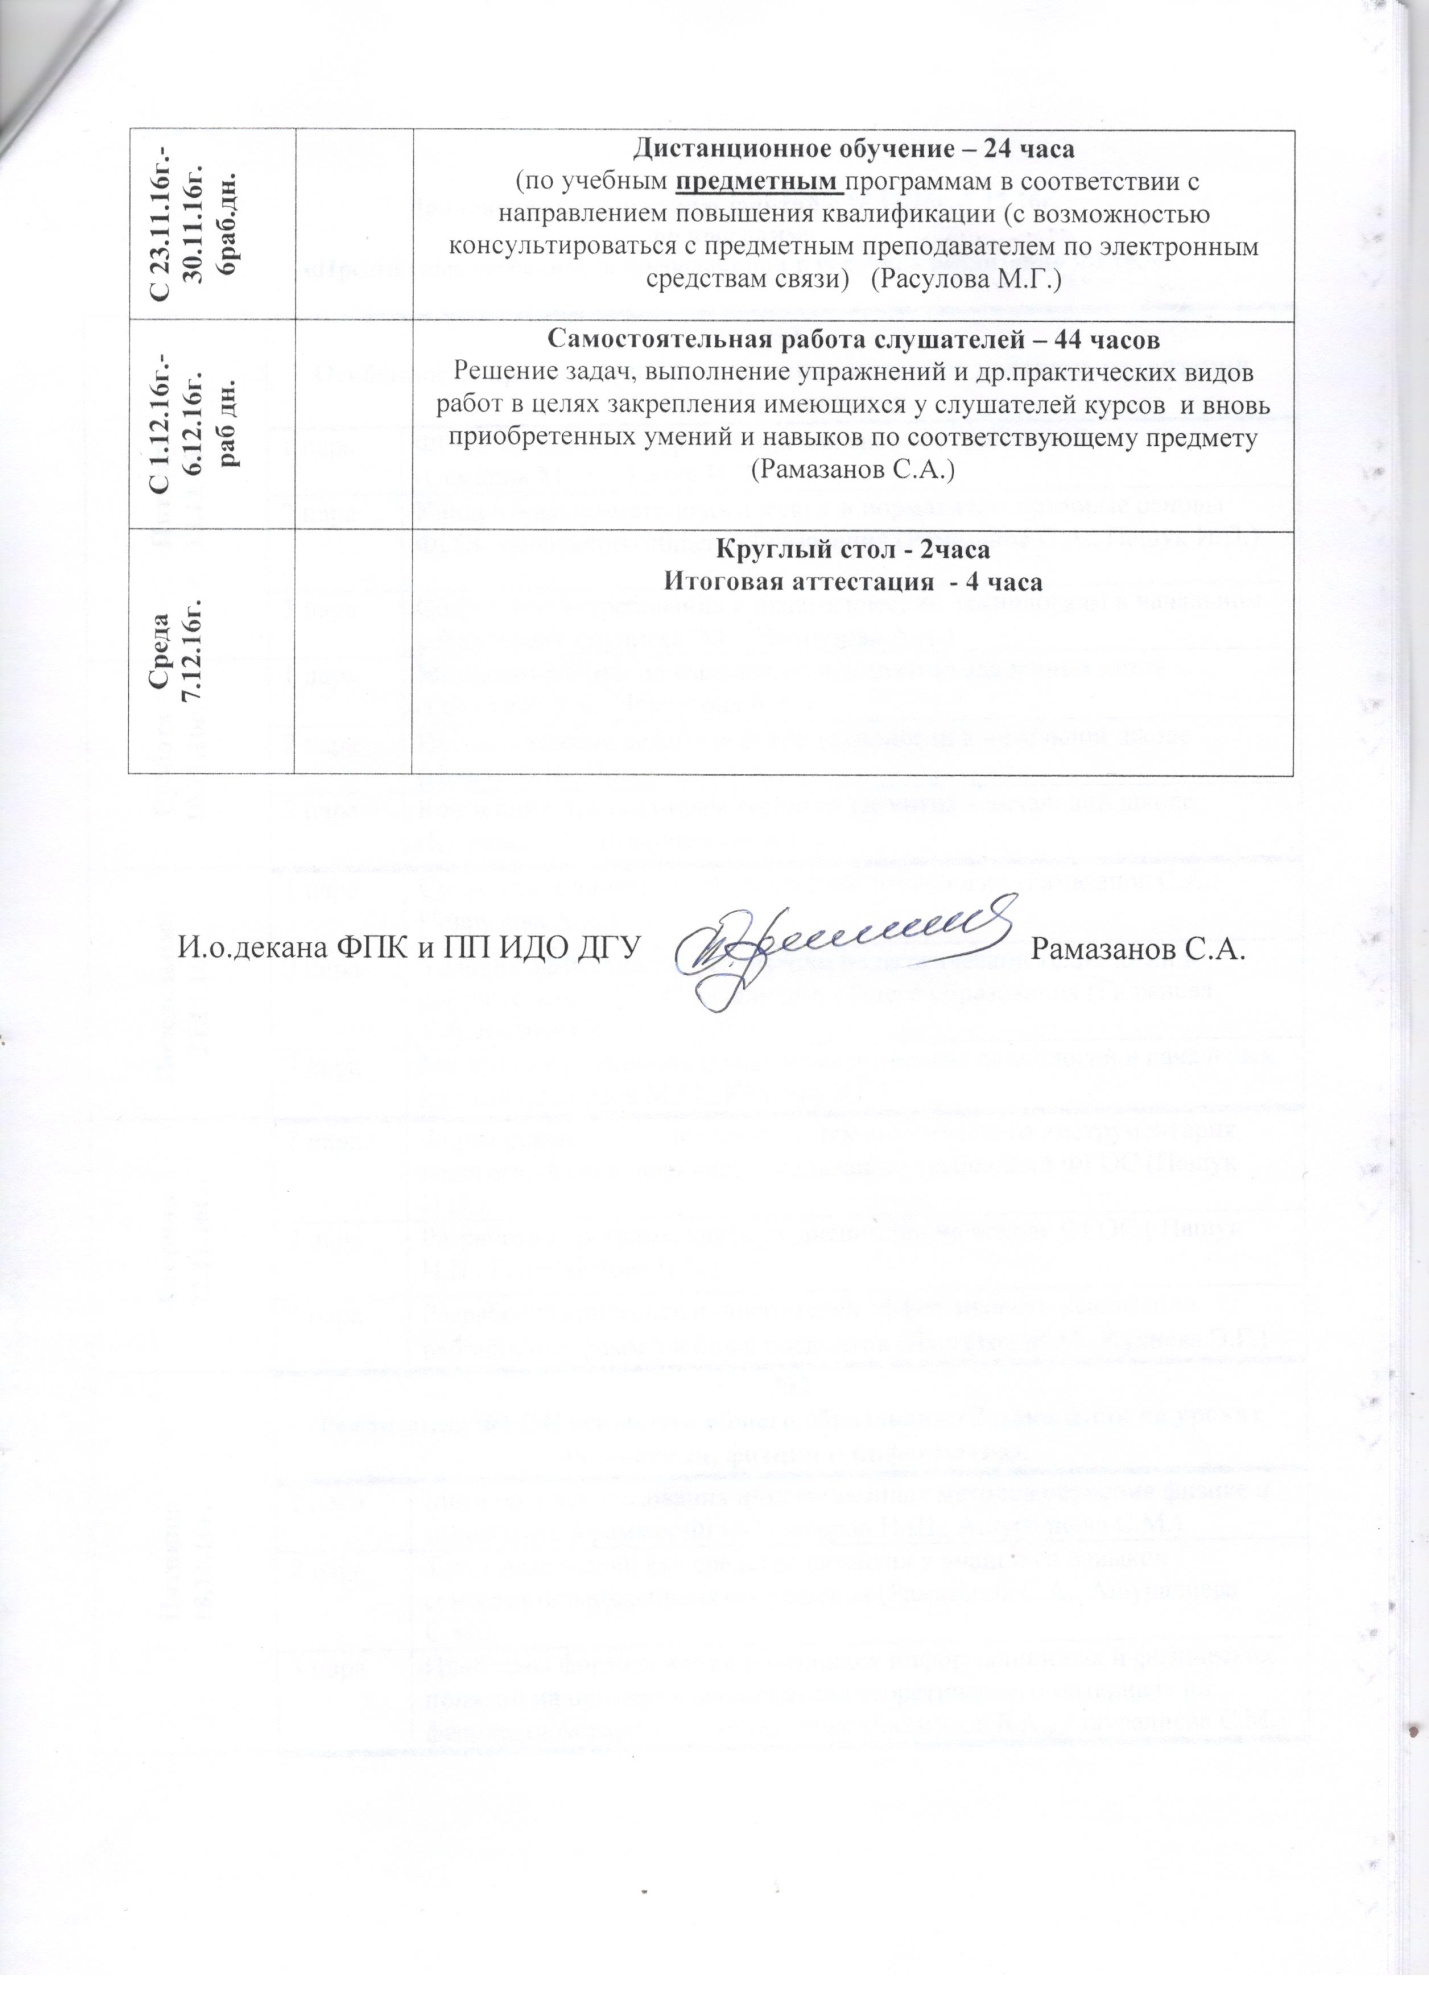 С 23.11.16г.-
30.11.16г.
6раб.дн.
Дистанционное обучение – 24 часа
(по учебным предметным программам в соответствии с
направлением повышения квалификации (с возможностью
консультироваться с предметным преподавателем по электронным
средствам связи) (Расулова М.Г.)
С 1.12.16г.-
6.12.16г.
раб дн.
Самостоятельная работа слушателей – 44 часов
Решение задач, выполнение упражнений и др.практических видов
работ в целях закрепления имеющихся у слушателей курсов и вновь
приобретенных умений и навыков по соответствующему предмету
(Рамазанов С.А.)
Среда
7.12.16г.
Круглый стол - 2часа
Итоговая аттестация - 4 часа
И.о.декана ФПК и ПП ИДО ДГУ Рамазанов С.А.